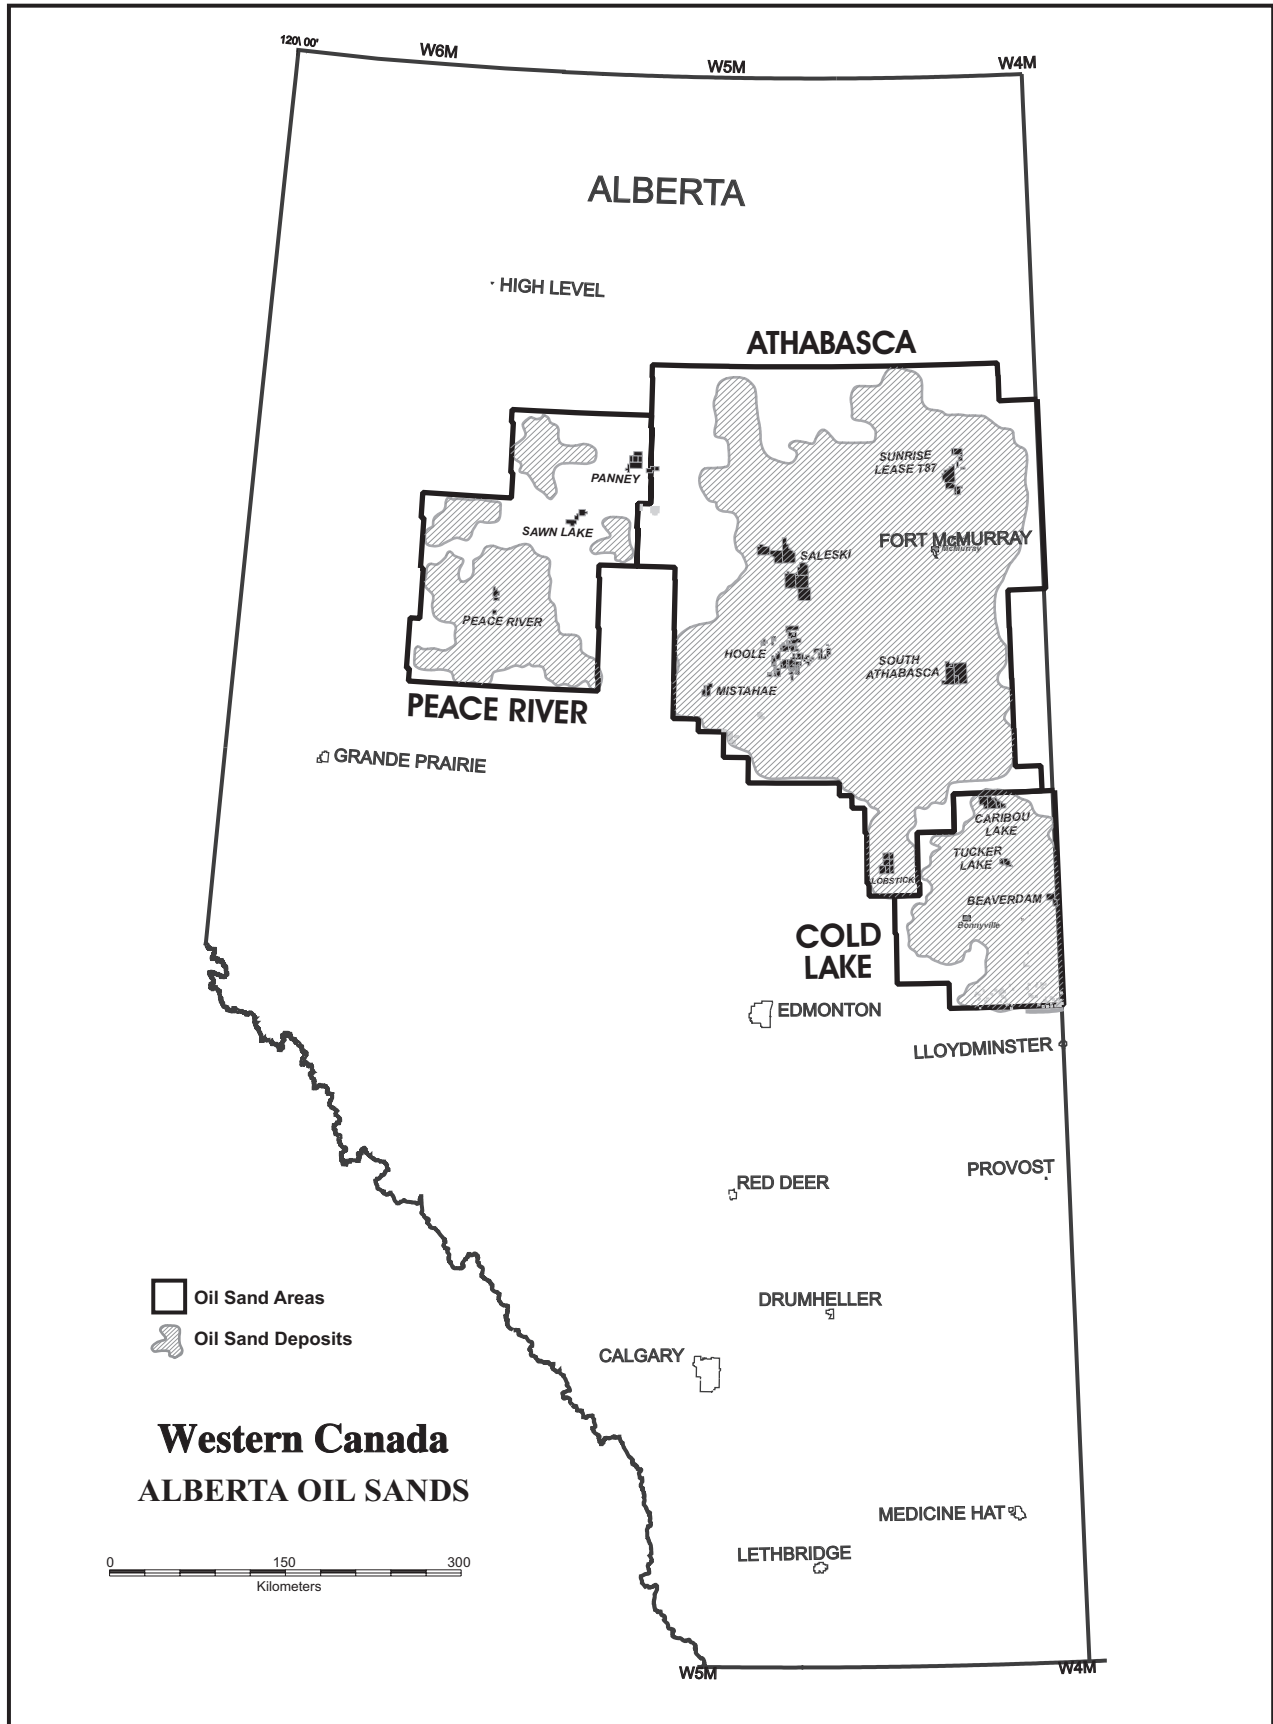 120\ 00'
W6M
W5M
W4M
ALBERTA
HIGH LEVEL
ATHABASCA
SUNRISE
LEASE T87
PANNEY
SAWN LAKE
FORT McMURRAY
McMurray
SALESKI
PEACE RIVER
HOOLE
SOUTH
ATHABASCA
MISTAHAE
PEACE RIVER
GRANDE PRAIRIE
CARIBOU
LAKE
TUCKER
LAKE
LOBSTICK
BEAVERDAM
Bonnyville
COLD
LAKE
EDMONTON
LLOYDMINSTER
PROVOST
RED DEER
DRUMHELLER
CALGARY
Oil Sand Areas
Oil Sand Deposits
Western Canada
ALBERTA OIL SANDS
MEDICINE HAT
LETHBRIDGE
0 150 300
Kilometers
W5M
W4M